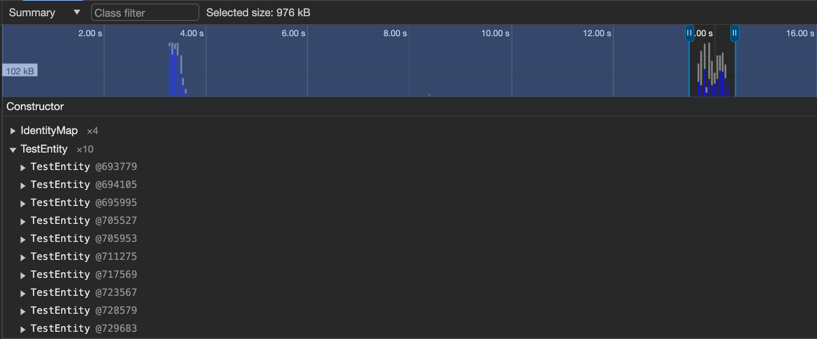 Summary ▼ Class filter Selected size: 976 kB
2.00 s 4.00 s 6.00 s 8.00 s 10.00 s 12.00 s .00 s 16.00 s
102 kB
Constructor
▶ IdentityMap ×4
▼ TestEntity ×10
▶ TestEntity @693779
▶ TestEntity @694105
▶ TestEntity @695995
▶ TestEntity @705527
▶ TestEntity @705953
▶ TestEntity @711275
▶ TestEntity @717569
▶ TestEntity @723567
▶ TestEntity @728579
▶ TestEntity @729683